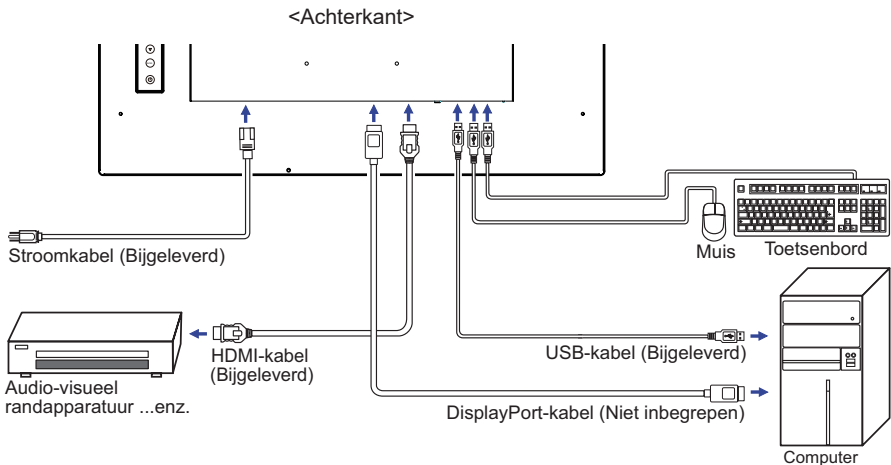 <Achterkant>
Stroomkabel (Bijgeleverd)
Muis
Toetsenbord
HDMI-kabel
(Bijgeleverd)
USB-kabel (Bijgeleverd)
Audio-visueel
randapparatuur ...enz.
DisplayPort-kabel (Niet inbegrepen)
Computer